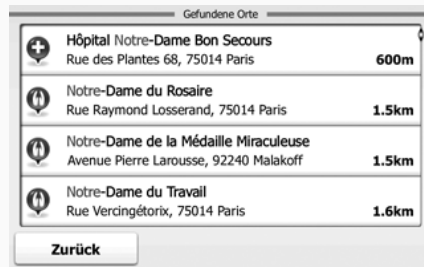 Gefundene Orte
Hôpital Notre-Dame Bon Secours
Rue des Plantes 68, 75014 Paris
600m
Notre-Dame du Rosaire
Rue Raymond Losserand, 75014 Paris
1.5km
Notre-Dame de la Médaille Miraculeuse
Avenue Pierre Larousse, 92240 Malakoff
1.5km
Notre-Dame du Travail
Rue Vercingétorix, 75014 Paris
1.6km
Zurück